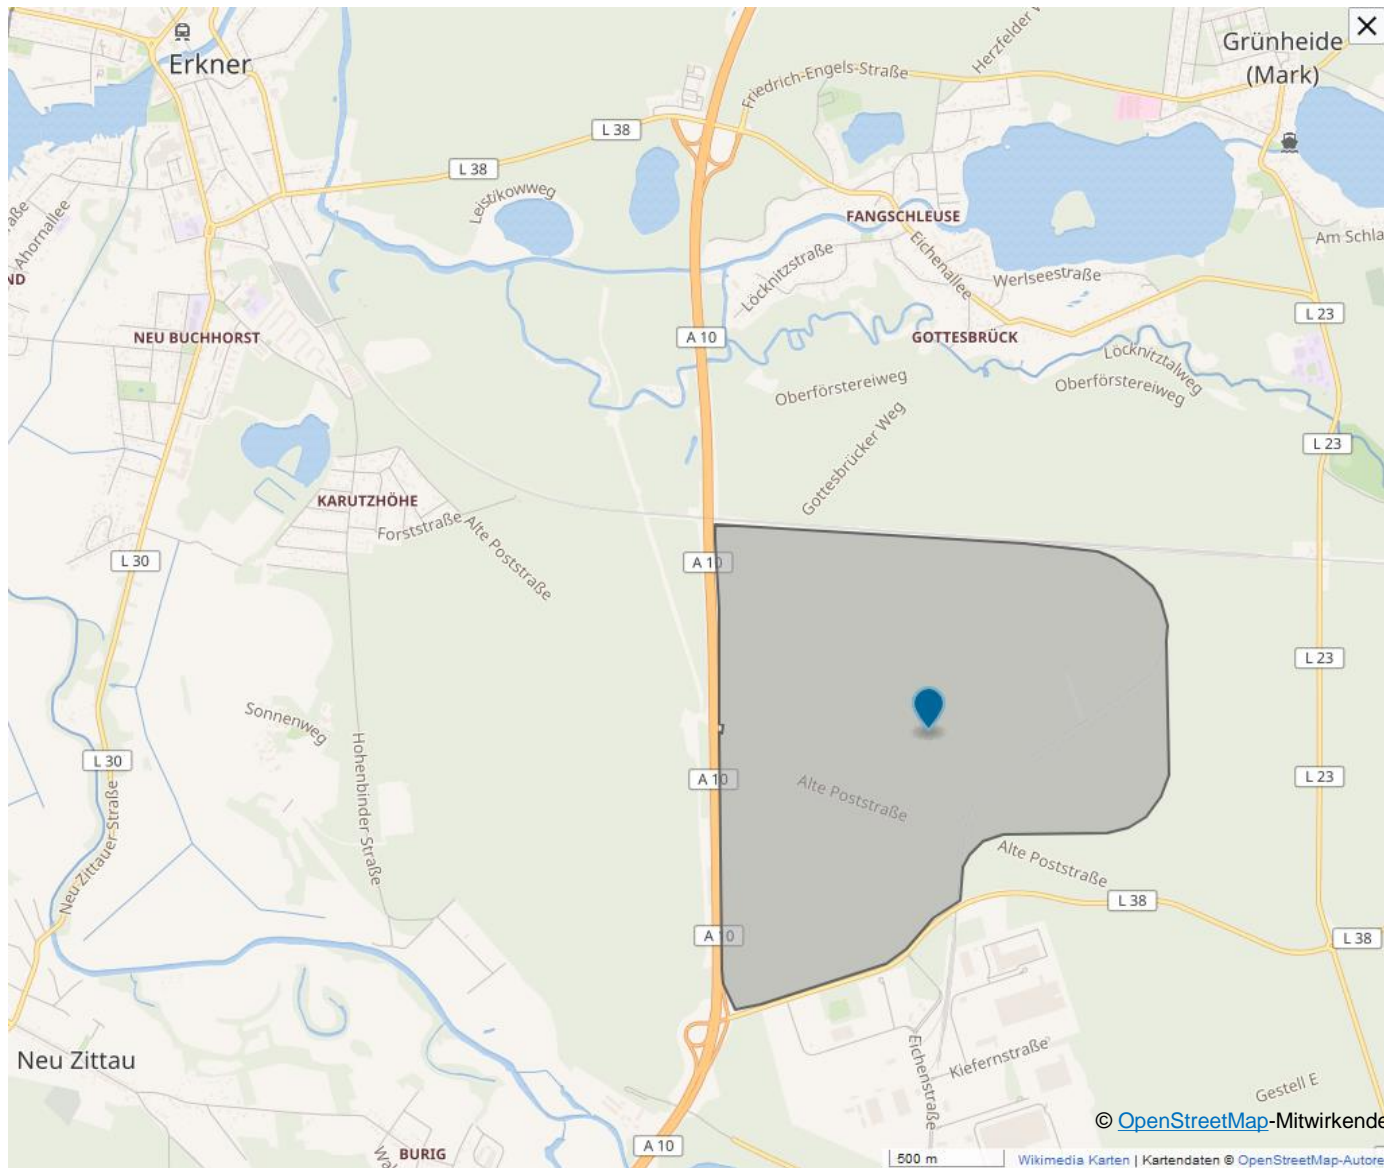 Erkner
Grünheide
(Mark)
Herzfelder
Friedrich-Engels-Straße
L 38
L 38
Leistikowweg
Ahornallee
FANGSCHLEUSE
Am Schla
Löcknitzstraße
Eichenallee
Werlseestraße
ND
L 23
NEU BUCHHORST
A 10
GOTTESBRÜCK
Löcknitztalweg
Oberförstereiweg
Oberförstereiweg
Gottesbrücker Weg
L 23
KARUTZHÖHE
Forststraße
Alte Poststraße
L 30
A 10
L 23
Sonnenweg
Hohenbinder Straße
L 30
A 10
L 23
Alte Poststraße
Neu Zittauer Straße
Alte Poststraße
L 38
A 10
L 38
Neu Zittau
Eichenstraße
Kiefernstraße
Gestell E
© OpenStreetMap-Mitwirkende
A 10
BURIG
500 m
Wikimedia Karten | Kartendaten © OpenStreetMap-Autore